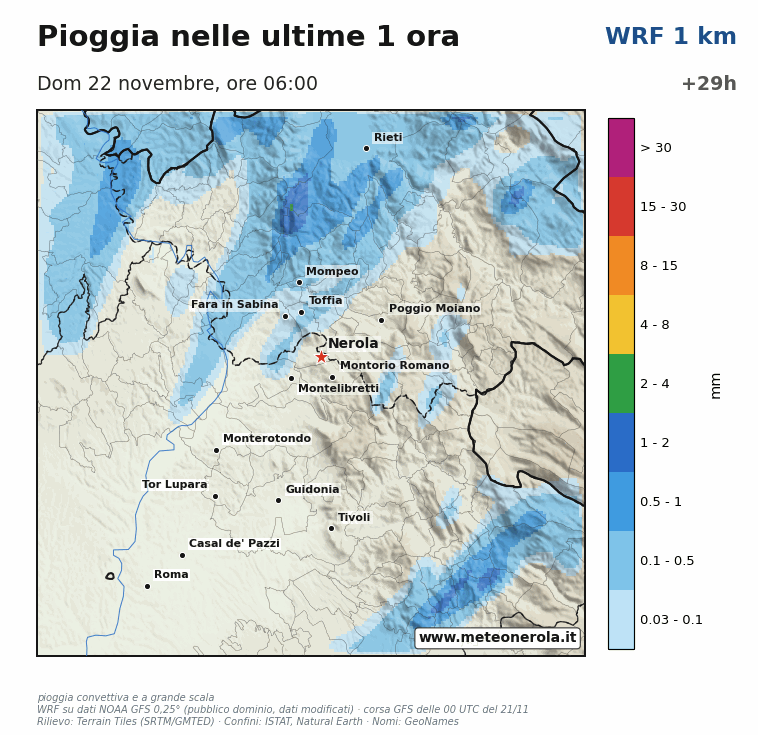 Pioggia nelle ultime 1 ora
WRF 1 km
Dom 22 novembre, ore 06:00
+29h
Rieti
Mompeo
Fara in Sabina
Toffia
Poggio Moiano
Nerola
Montorio Romano
Montelibretti
Monterotondo
Tor Lupara
Guidonia
Tivoli
Casal de' Pazzi
Roma
www.meteonerola.it
> 30
15 - 30
8 - 15
4 - 8
2 - 4
1 - 2
0.5 - 1
0.1 - 0.5
0.03 - 0.1
mm
pioggia convettiva e a grande scala
WRF su dati NOAA GFS 0,25° (pubblico dominio, dati modificati) · corsa GFS delle 00 UTC del 21/11
Rilievo: Terrain Tiles (SRTM/GMTED) · Confini: ISTAT, Natural Earth · Nomi: GeoNames